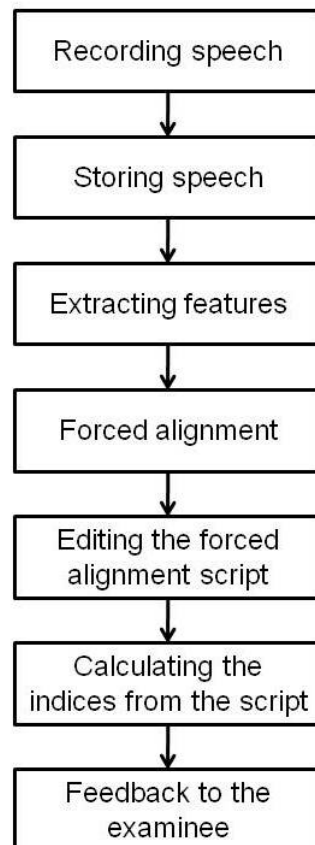 Recording speech
Storing speech
Extracting features
Forced alignment
Editing the forced
alignment script
Calculating the
indices from the script
Feedback to the
examinee